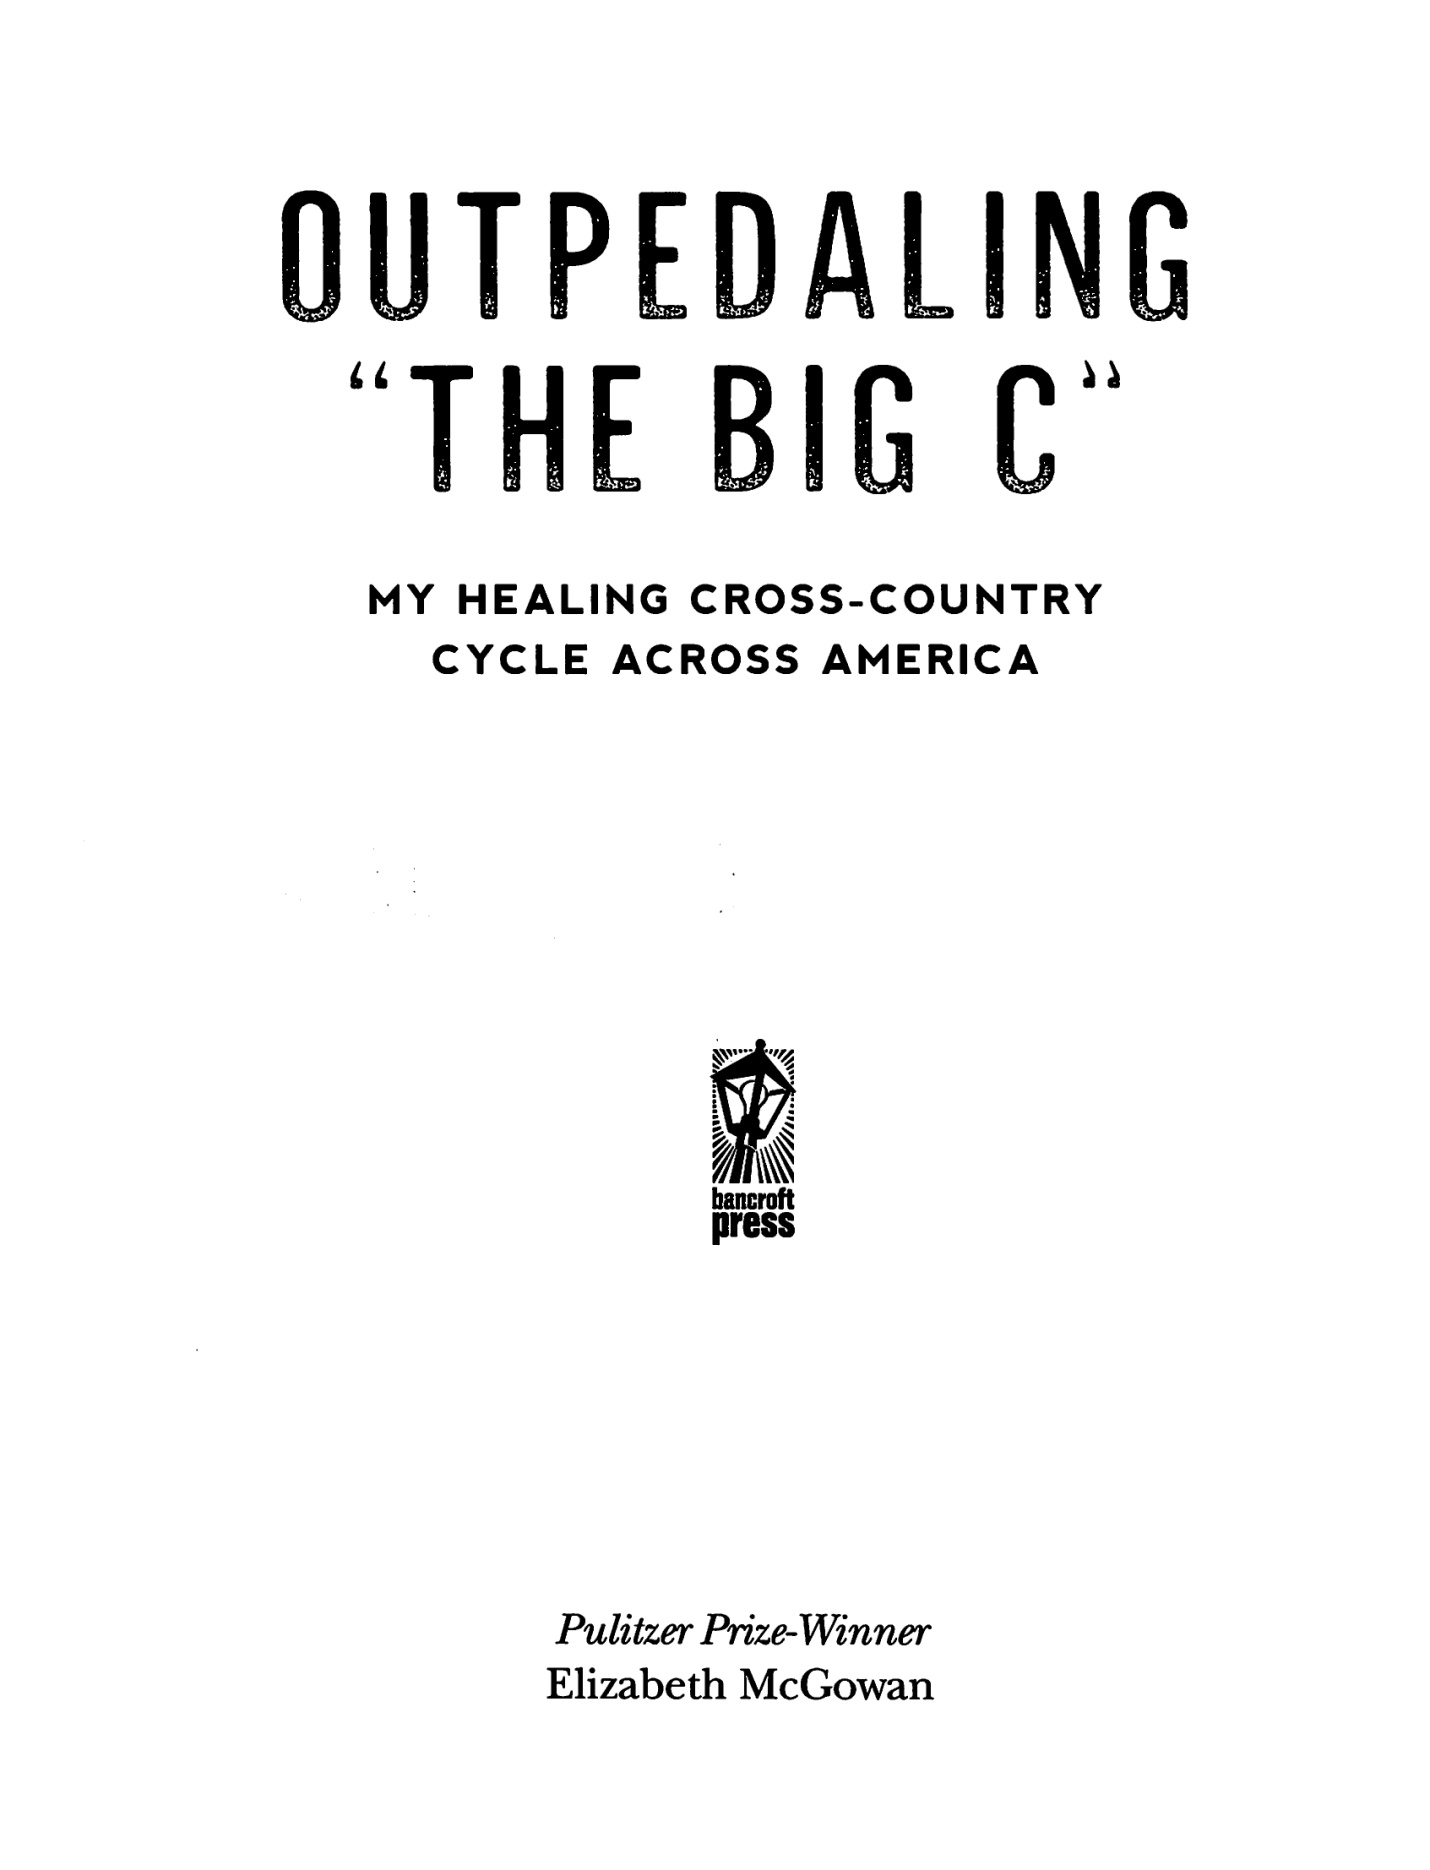 OUTPEDALING
“THE BIG C”
MY HEALING CROSS-COUNTRY
CYCLE ACROSS AMERICA
bancroft
press
Pulitzer Prize-Winner
Elizabeth McGowan